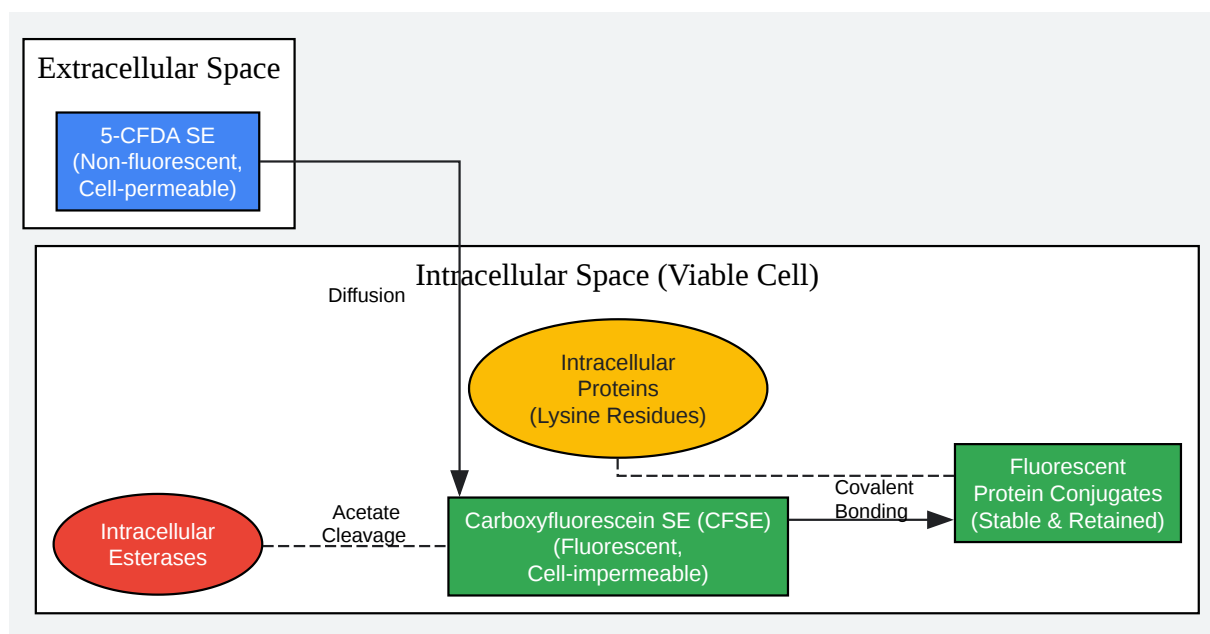 Extracellular Space
5-CFDA SE
(Non-fluorescent,
Cell-permeable)
Intracellular Space (Viable Cell)
Diffusion
Intracellular
Proteins
(Lysine Residues)
Fluorescent
Protein Conjugates
(Stable & Retained)
Covalent
Bonding
Acetate
Cleavage
Carboxyfluorescein SE (CFSE)
(Fluorescent,
Cell-impermeable)
Intracellular
Esterases